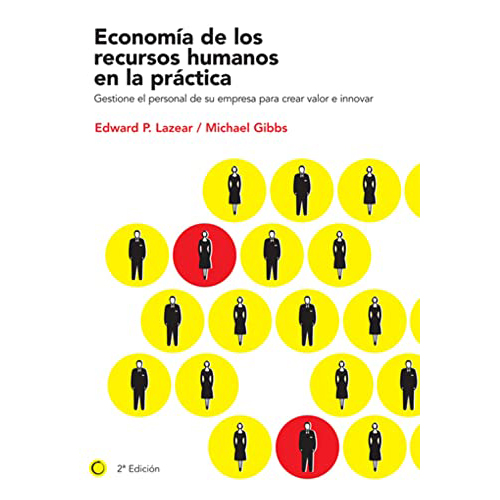 Economía de los
recursos humanos
en la práctica
Gestione el personal de su empresa para crear valor e innovar
Edward P. Lazear / Michael Gibbs
2ª Edición